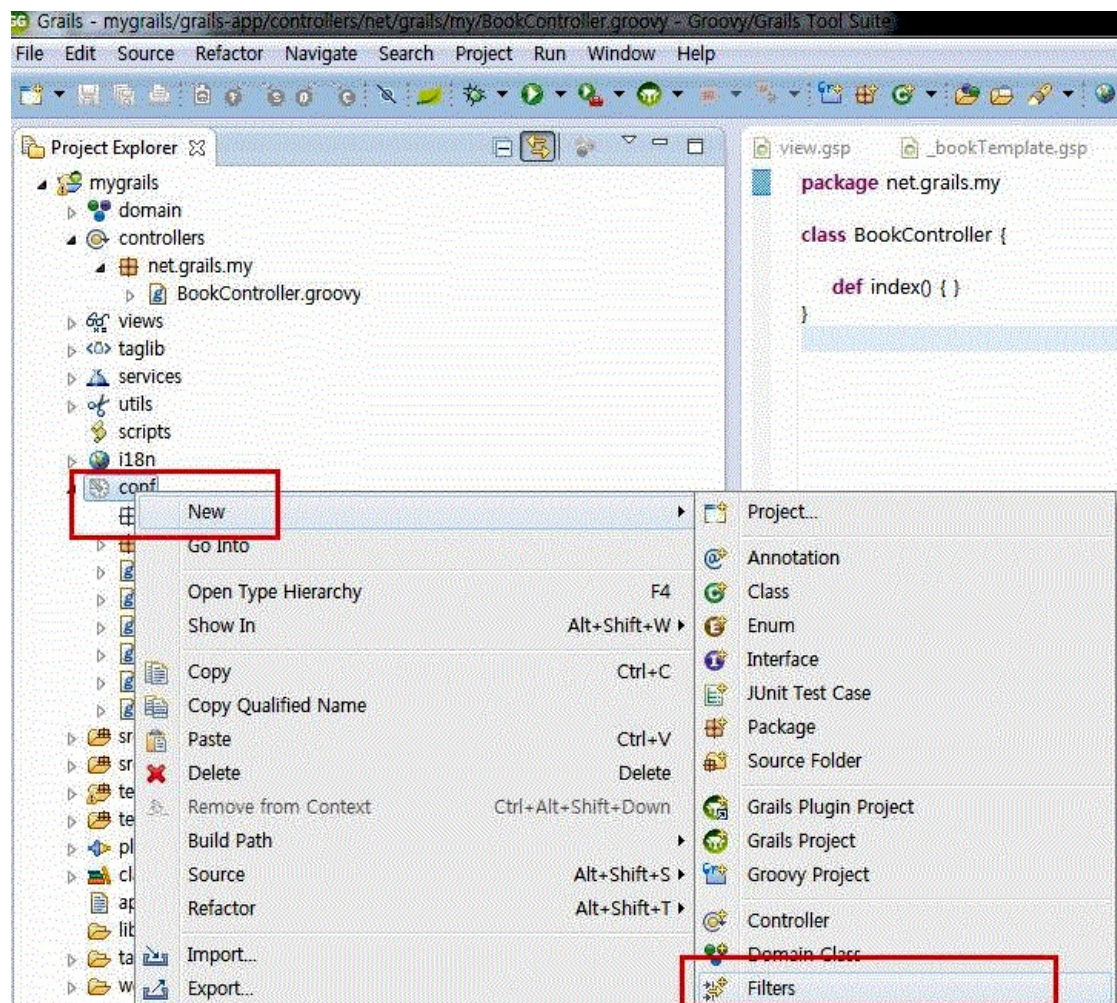 Grails - mygrails/grails-app/controllers/net/grails/my/BookController.groovy - Groovy/Grails Tool Suite
File Edit Source Refactor Navigate Search Project Run Window Help
Project Explorer
mygrails
domain
controllers
net.grails.my
BookController.groovy
views
taglib
services
utils
scripts
i18n
conf
view.gsp _bookTemplate.gsp
package net.grails.my
class BookController {
def index() { }
}
New
Go Into
Open Type Hierarchy F4
Show In Alt+Shift+W
Copy Ctrl+C
Copy Qualified Name
Paste Ctrl+V
Delete Delete
Remove from Context Ctrl+Alt+Shift+Down
Build Path
Source Alt+Shift+S
Refactor Alt+Shift+T
Import...
Export...
Project...
Annotation
Class
Enum
Interface
JUnit Test Case
Package
Source Folder
Grails Plugin Project
Grails Project
Groovy Project
Controller
Domain Class
Filters